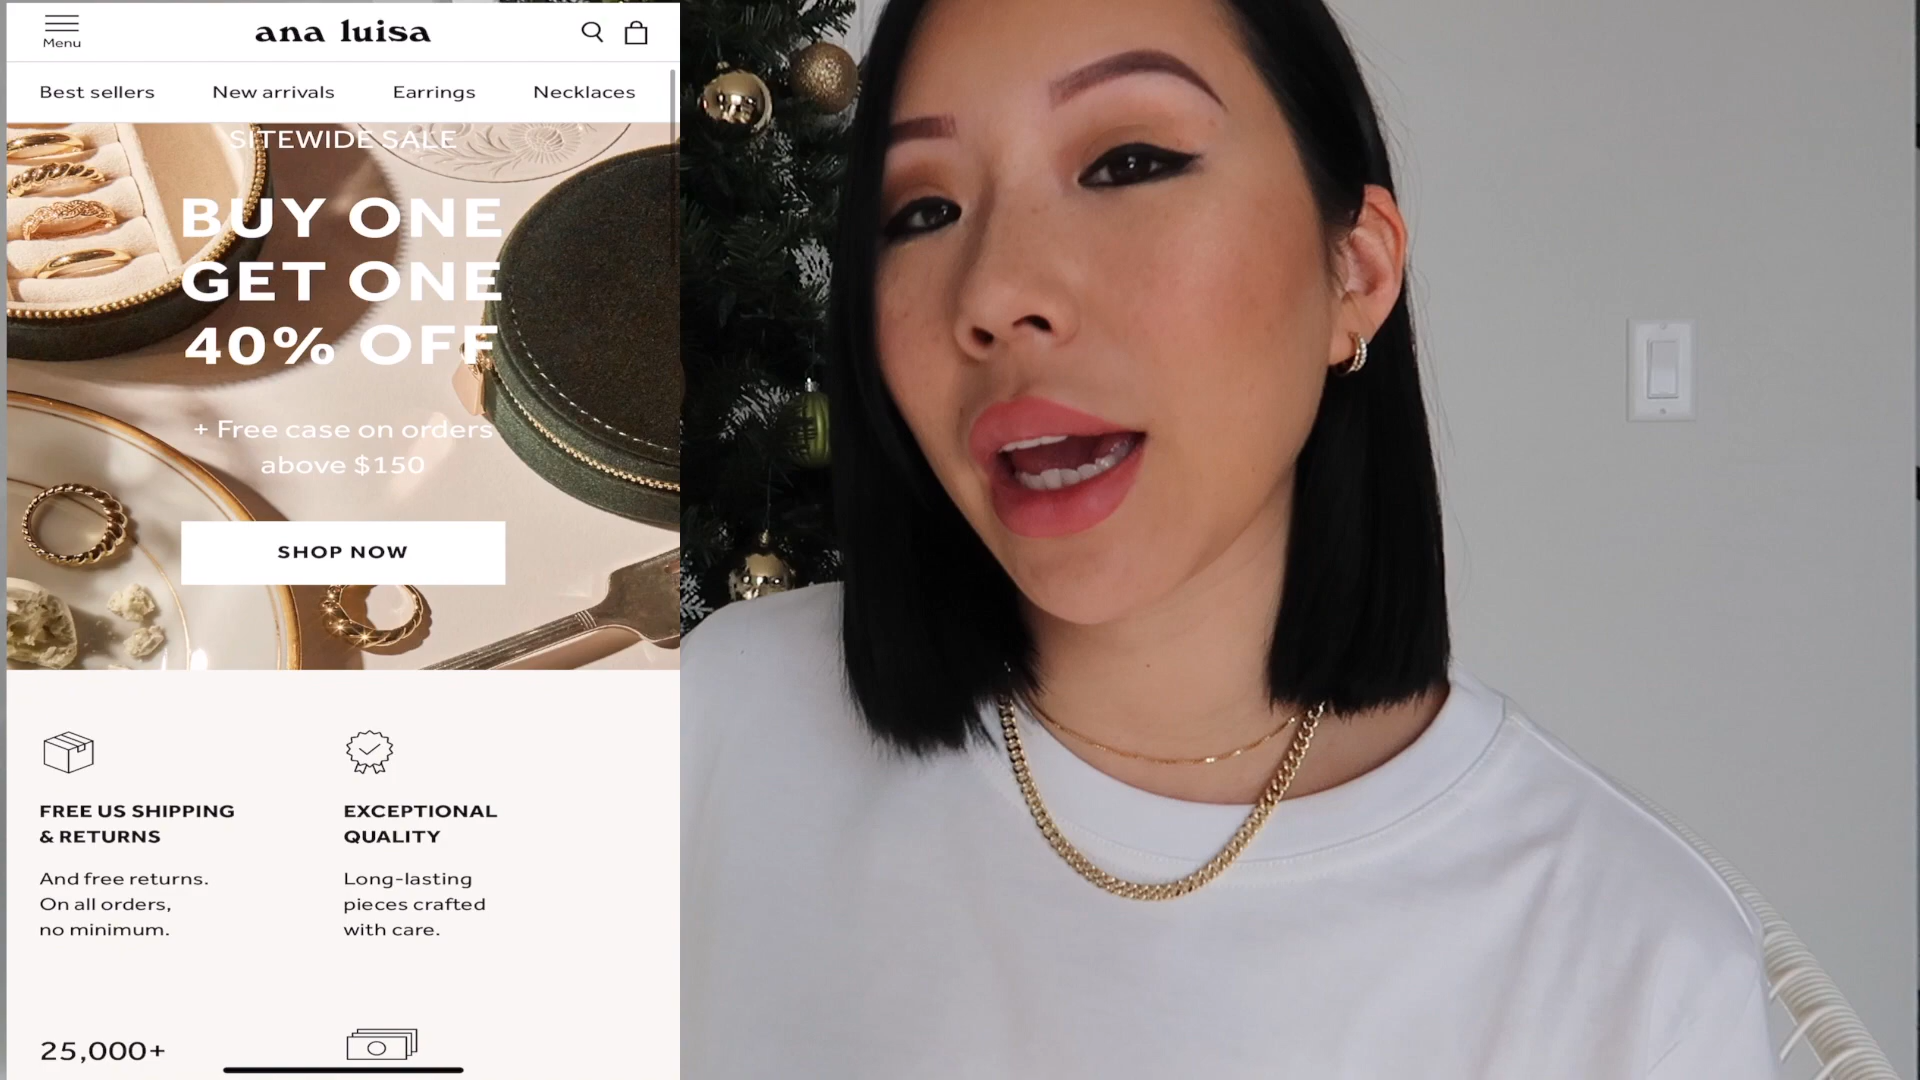 Menu
ana luisa
Best sellers New arrivals Earrings Necklaces
SITEWIDE SALE
BUY ONE
GET ONE
40% OFF
+ Free case on orders
above $150
SHOP NOW
FREE US SHIPPING
& RETURNS
And free returns.
On all orders,
no minimum.
EXCEPTIONAL
QUALITY
Long-lasting
pieces crafted
with care.
25,000+